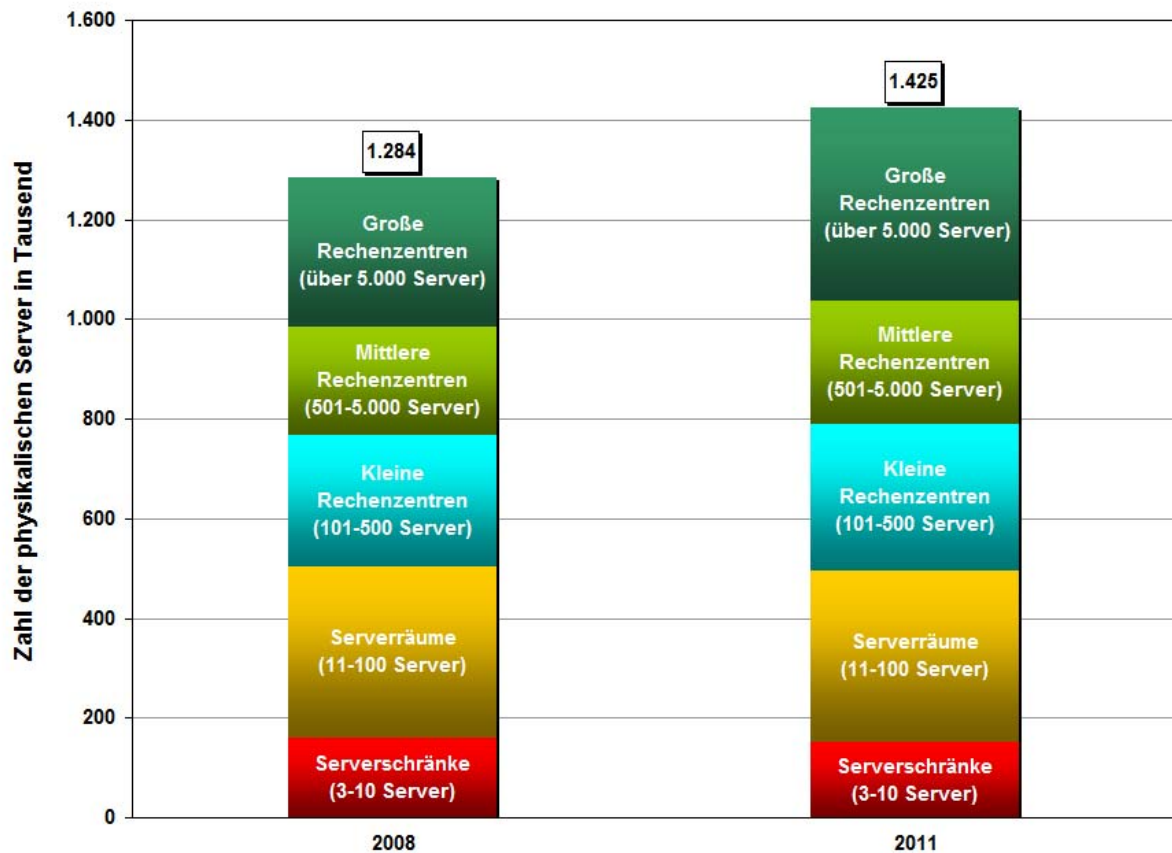 Zahl der physikalischen Server in Tausend
1.600
1.400
1.200
1.000
800
600
400
200
0
1.284
Große
Rechenzentren
(über 5.000 Server)
Mittlere
Rechenzentren
(501-5.000 Server)
Kleine
Rechenzentren
(101-500 Server)
Serverräume
(11-100 Server)
Serverschränke
(3-10 Server)
2008
1.425
Große
Rechenzentren
(über 5.000 Server)
Mittlere
Rechenzentren
(501-5.000 Server)
Kleine
Rechenzentren
(101-500 Server)
Serverräume
(11-100 Server)
Serverschränke
(3-10 Server)
2011